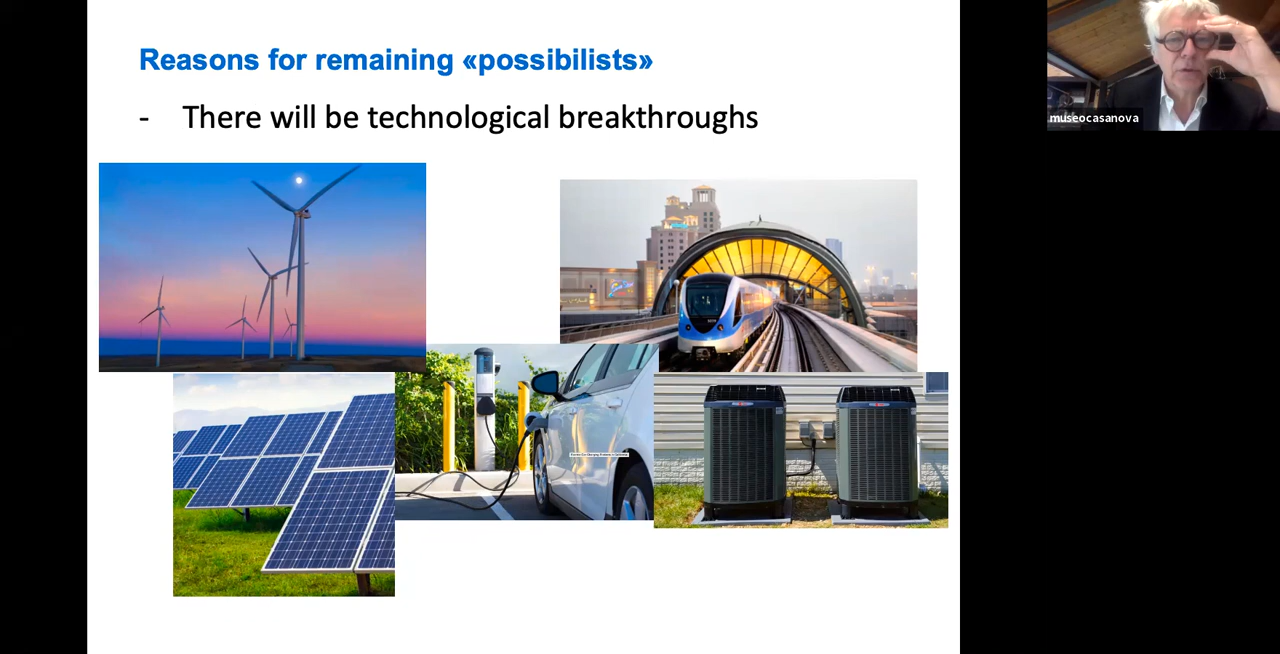 Reasons for remaining «possibilists»
- There will be technological breakthroughs
museocasanova